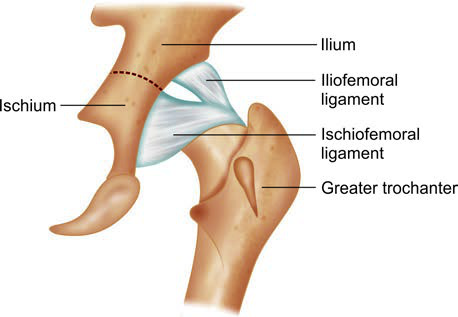 Ilium
Iliofemoral
ligament
Ischium
Ischiofemoral
ligament
Greater trochanter